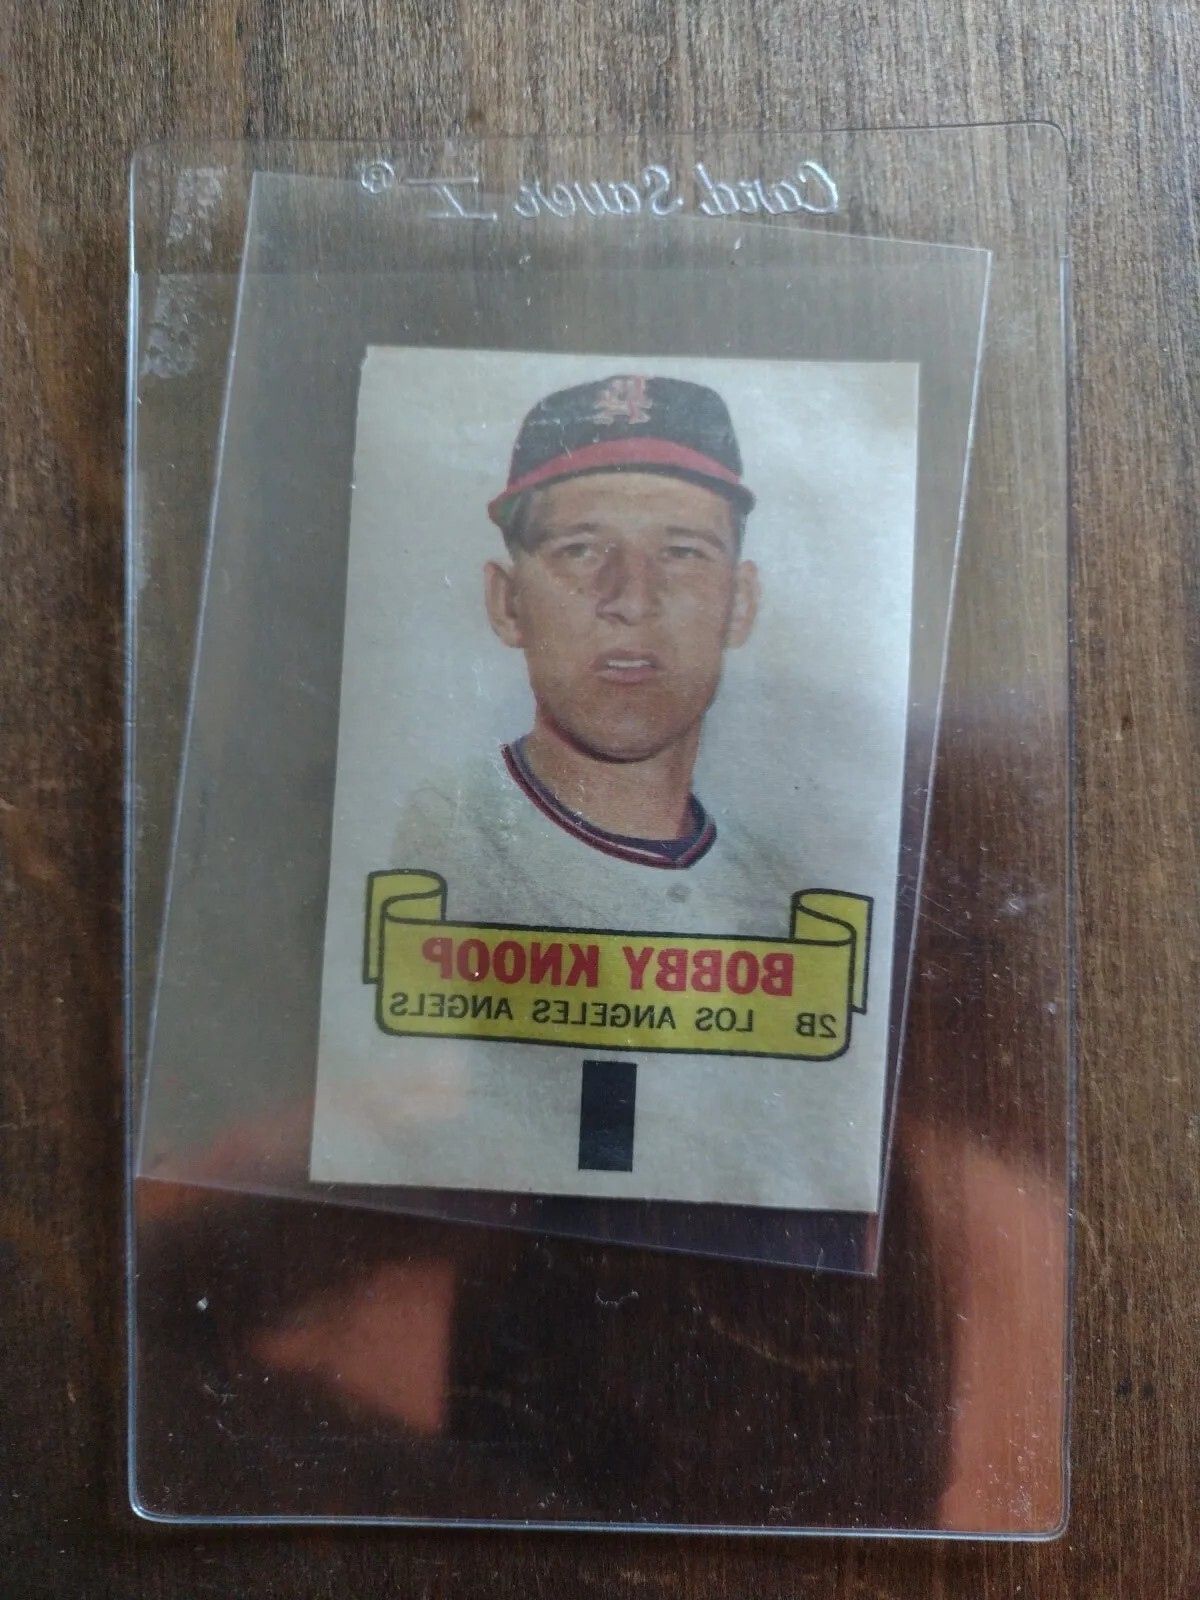 Card Saver I®
BOBBY KNOOP
2B LOS ANGELES ANGELS